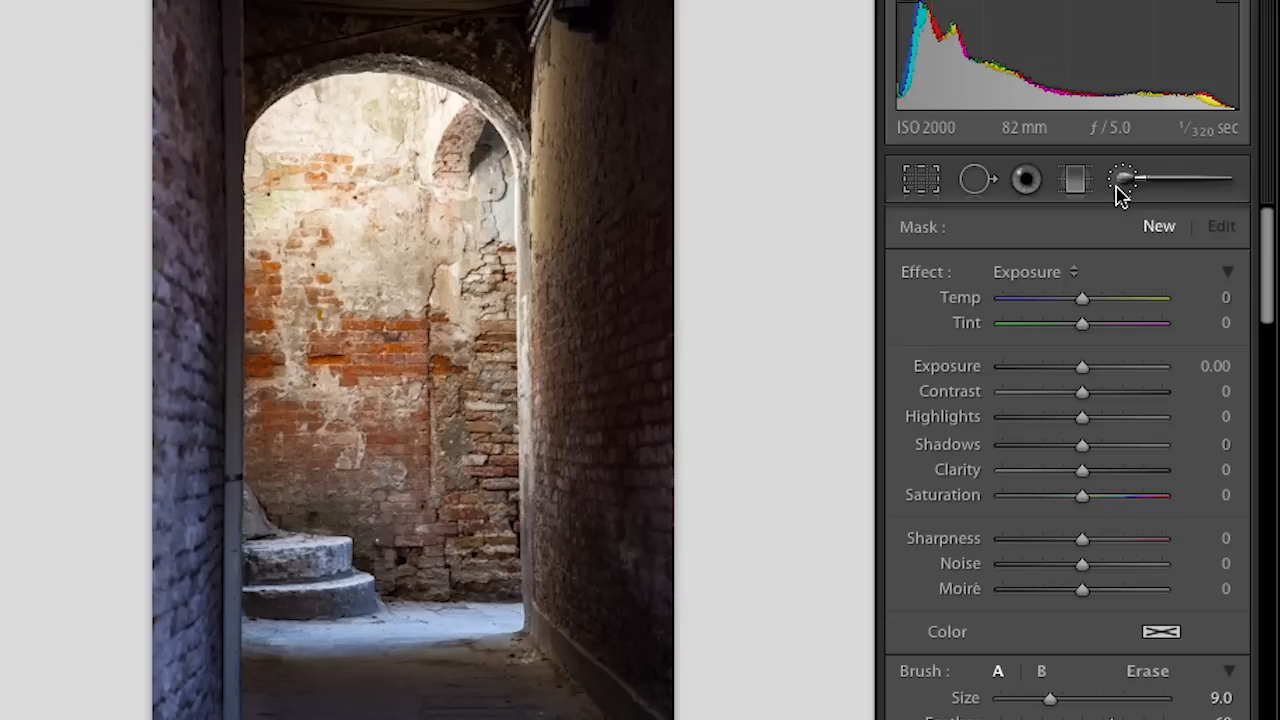 ISO 2000 82 mm ƒ / 5.0 1/320 sec
Mask : New | Edit
Effect : Exposure
Temp 0
Tint 0
Exposure 0.00
Contrast 0
Highlights 0
Shadows 0
Clarity 0
Saturation 0
Sharpness 0
Noise 0
Moiré 0
Color
Brush : A | B Erase
Size 9.0